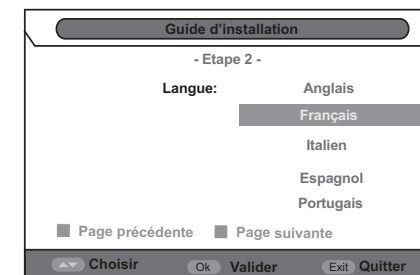 Guide d'installation
- Etape 2 -
Langue: Anglais
Français
Italien
Espagnol
Portugais
Page précédente Page suivante
Choisir Ok Valider Exit Quitter